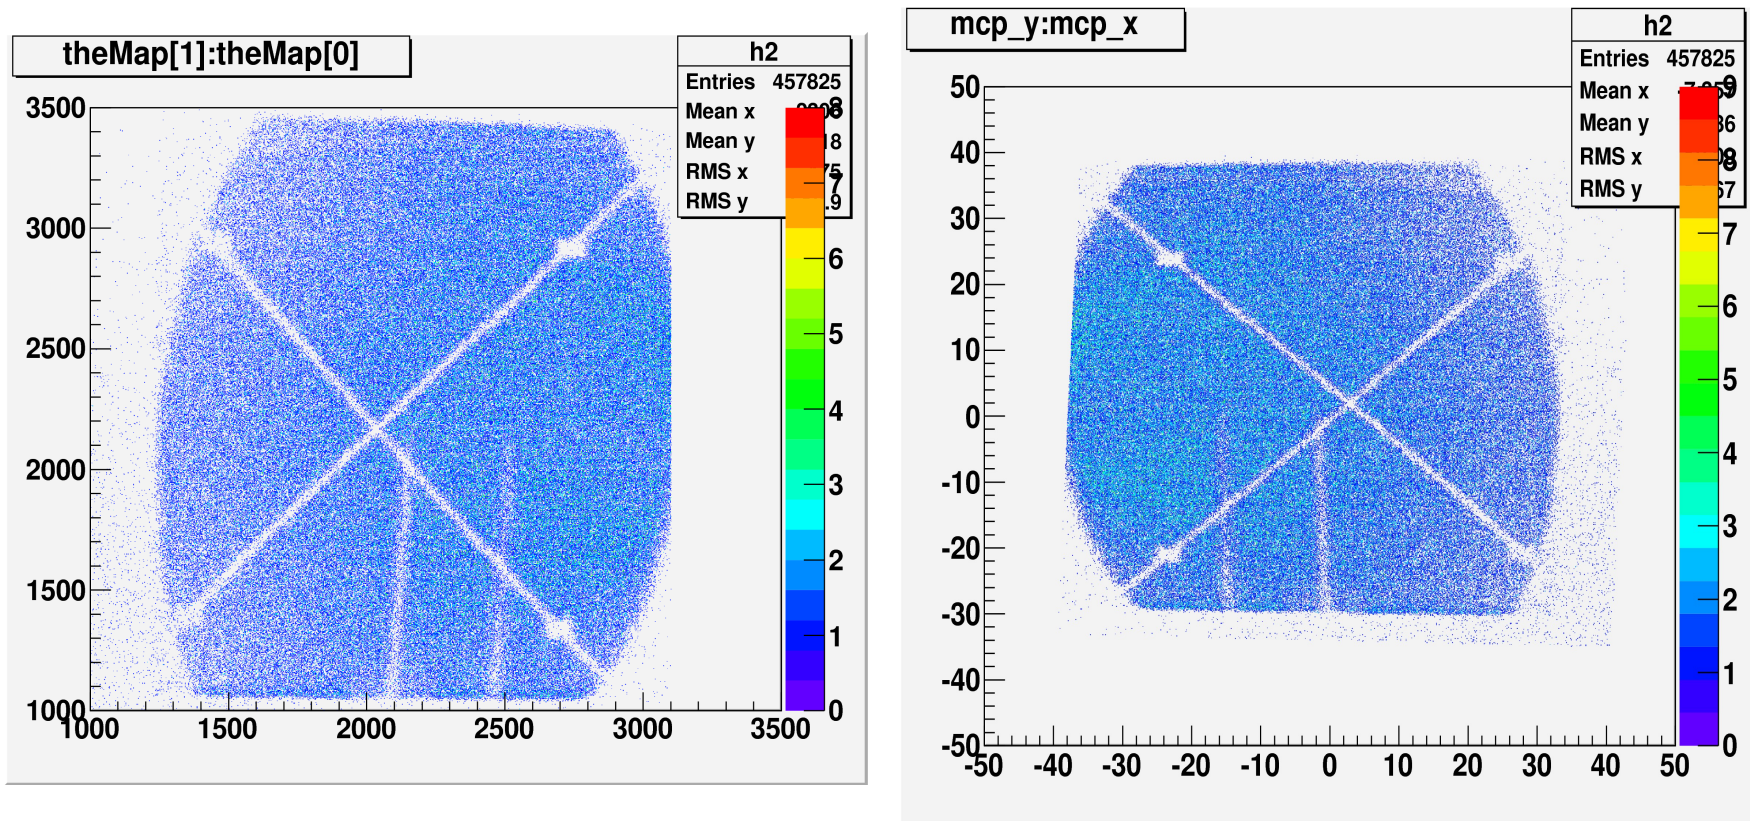 theMap[1]:theMap[0]
h2
Entries 457825
Mean x
Mean y
RMS x
RMS y
3500
3000
2500
2000
1500
1000
1000 1500 2000 2500 3000 3500
8
7
6
5
4
3
2
1
0
mcp_y:mcp_x
h2
Entries 457825
Mean x
Mean y
RMS x
RMS y
50
40
30
20
10
0
-10
-20
-30
-40
-50
-50 -40 -30 -20 -10 0 10 20 30 40 50
9
8
7
6
5
4
3
2
1
0